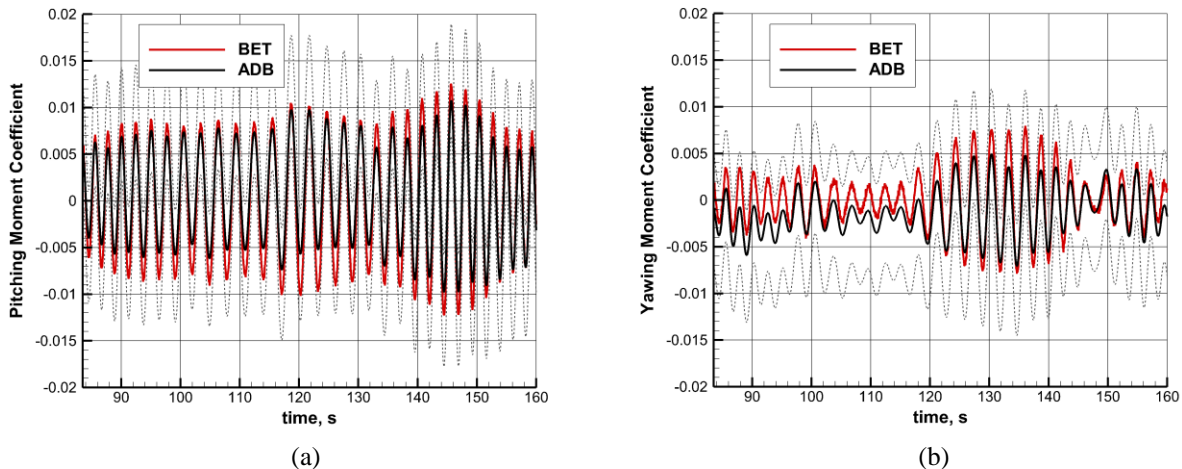 0.02
0.015
0.01
0.005
0
-0.005
-0.01
-0.015
-0.02
Pitching Moment Coefficient
BET
ADB
90 100 110 120 130 140 150 160
time, s
(a)
0.02
0.015
0.01
0.005
0
-0.005
-0.01
-0.015
-0.02
Yawing Moment Coefficient
BET
ADB
90 100 110 120 130 140 150 160
time, s
(b)